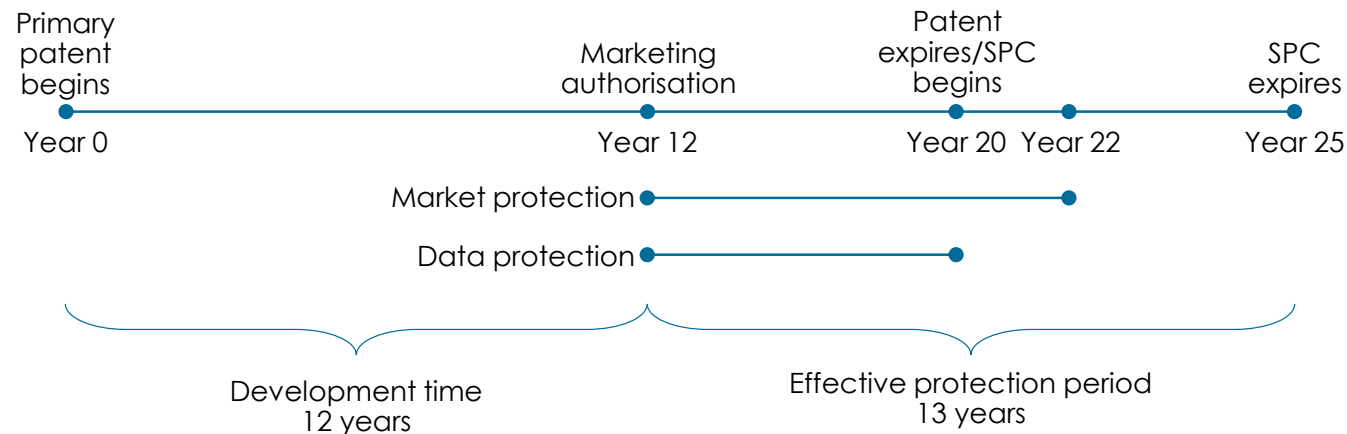 Primary
patent
begins
Marketing
authorisation
Patent
expires/SPC
begins
SPC
expires
Year 0
Year 12
Year 20
Year 22
Year 25
Market protection
Data protection
Development time
12 years
Effective protection period
13 years